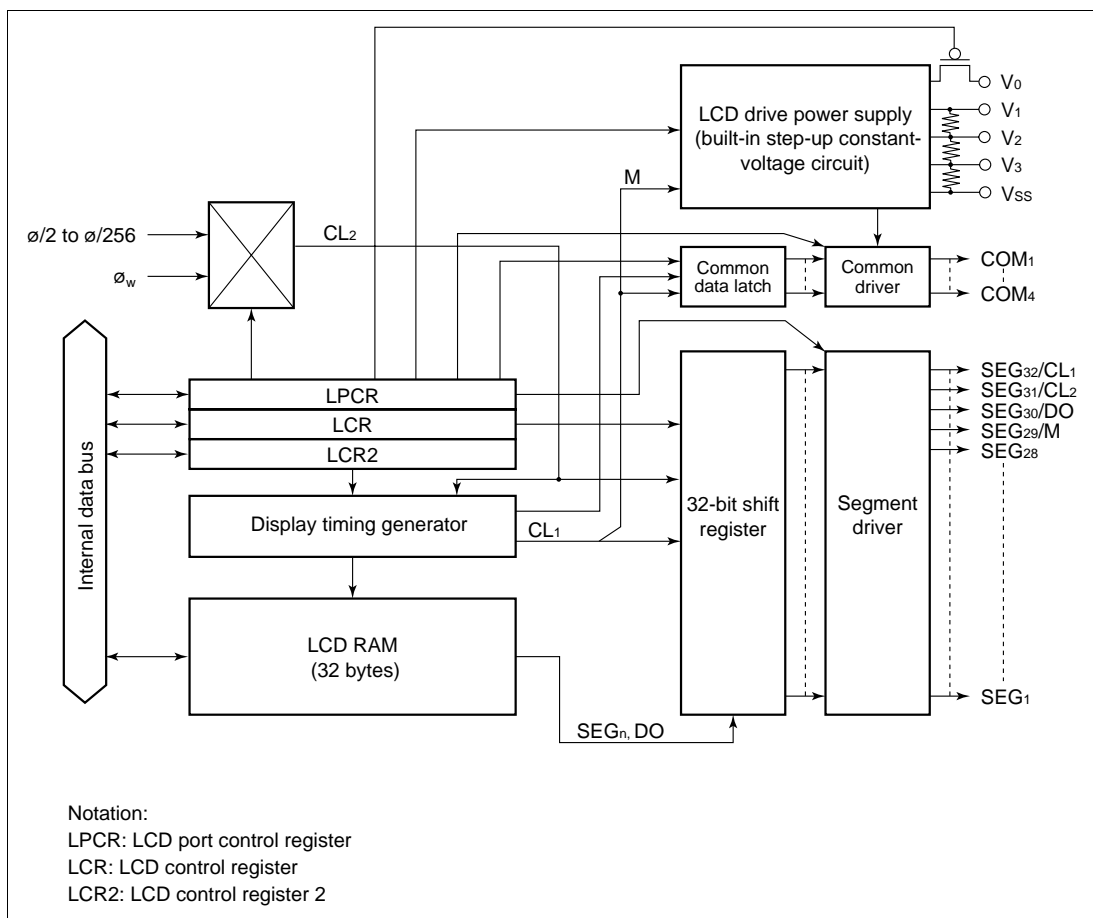 V0
LCD drive power supply
(built-in step-up constant-
voltage circuit)
V1
V2
V3
VSS
M
ø/2 to ø/256
øw
CL2
Common
data latch
Common
driver
COM1
COM4
Internal data bus
LPCR
LCR
LCR2
Display timing generator
CL1
LCD RAM
(32 bytes)
SEGn, DO
32-bit shift
register
Segment
driver
SEG32/CL1
SEG31/CL2
SEG30/DO
SEG29/M
SEG28
SEG1
Notation:
LPCR: LCD port control register
LCR: LCD control register
LCR2: LCD control register 2